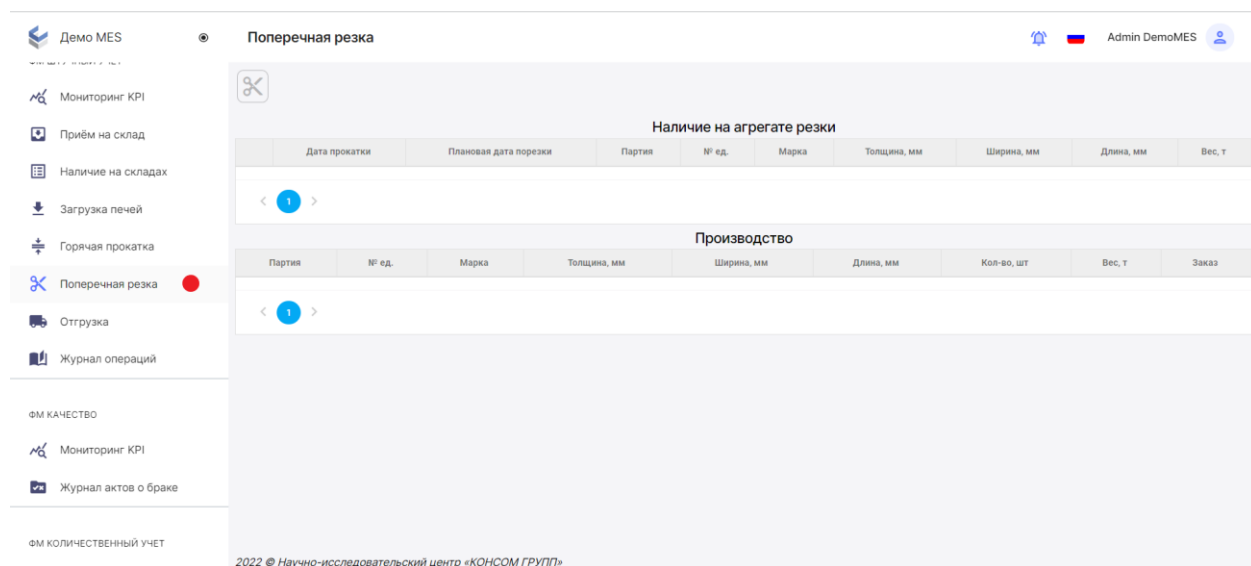 Демо MES
Поперечная резка
Admin DemoMES
Мониторинг KPI
Приём на склад
Наличие на складах
Загрузка печей
Горячая прокатка
Поперечная резка
Отгрузка
Журнал операций
ФМ КАЧЕСТВО
Мониторинг KPI
Журнал актов о браке
ФМ КОЛИЧЕСТВЕННЫЙ УЧЕТ
Наличие на агрегате резки
Дата прокатки Плановая дата порезки Партия № ед. Марка Толщина, мм Ширина, мм Длина, мм Вес, т
1
Производство
Партия № ед. Марка Толщина, мм Ширина, мм Длина, мм Кол-во, шт Вес, т Заказ
1
2022 © Научно-исследовательский центр «КОНСОМ ГРУПП»